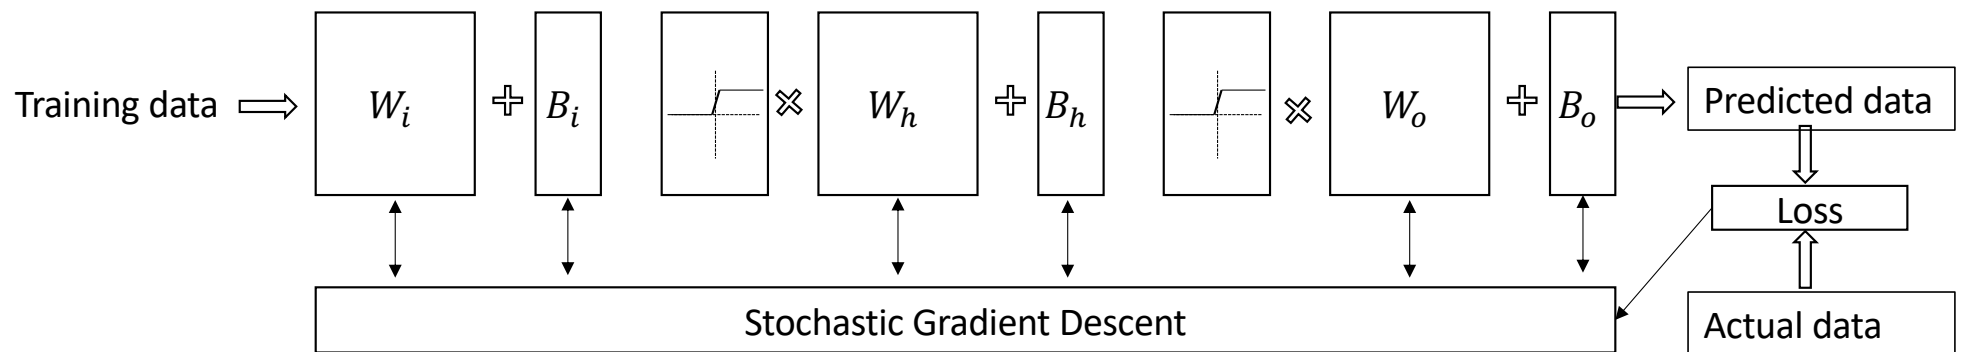 Training data
W_i
B_i
W_h
B_h
W_o
B_o
Predicted data
Loss
Stochastic Gradient Descent
Actual data